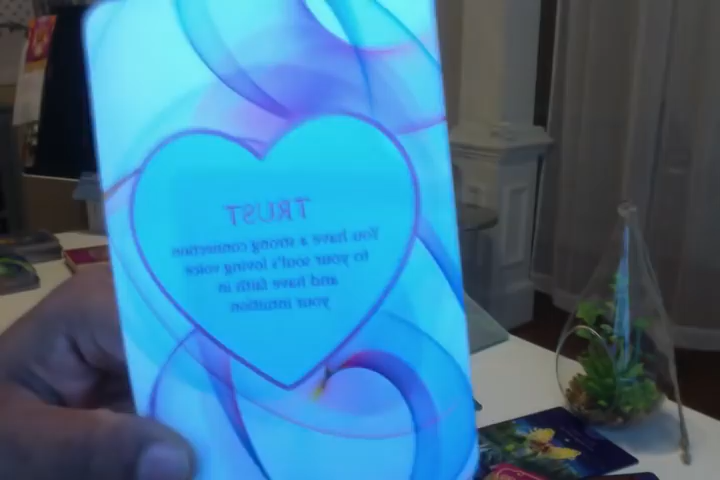 TRUST
You have a strong connection
to your soul's loving voice
and have faith in
your intuition